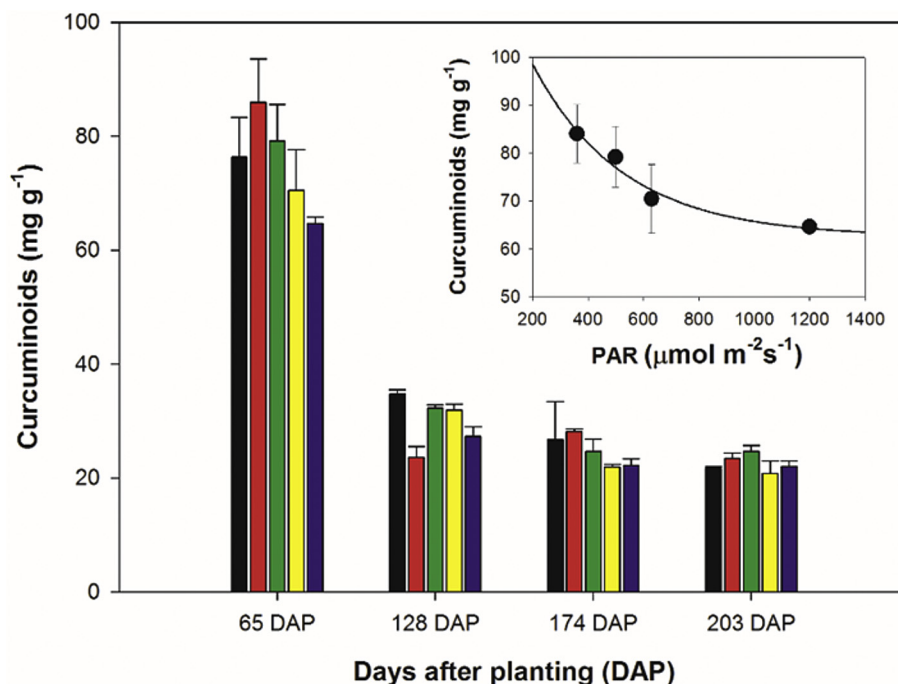 Curcuminoids (mg g⁻¹)
100
80
60
40
20
0
65 DAP 128 DAP 174 DAP 203 DAP
Days after planting (DAP)
Curcuminoids (mg g⁻¹)
100
90
80
70
60
50
200 400 600 800 1000 1200 1400
PAR (μmol m⁻²s⁻¹)